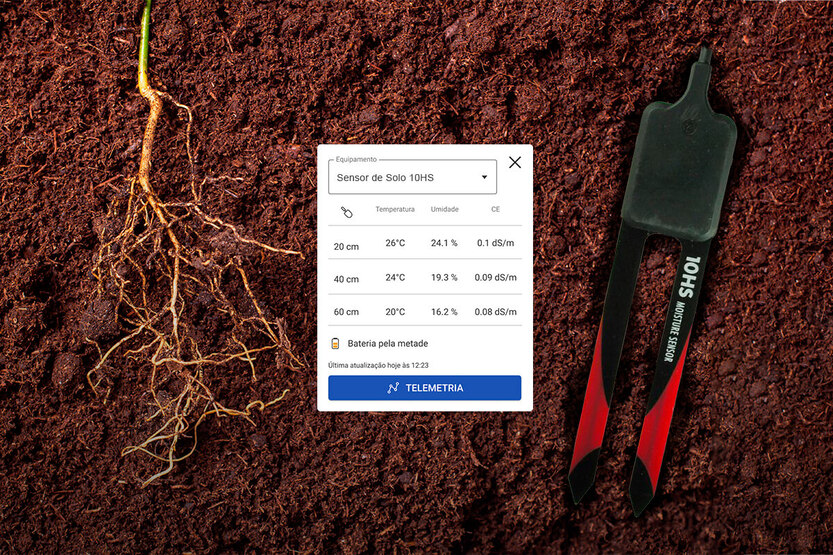 Equipamento
Sensor de Solo 10HS
Temperatura Umidade CE
20 cm 26°C 24.1 % 0.1 dS/m
40 cm 24°C 19.3 % 0.09 dS/m
60 cm 20°C 16.2 % 0.08 dS/m
Bateria pela metade
Última atualização hoje às 12:23
TELEMETRIA
10HS MOISTURE SENSOR